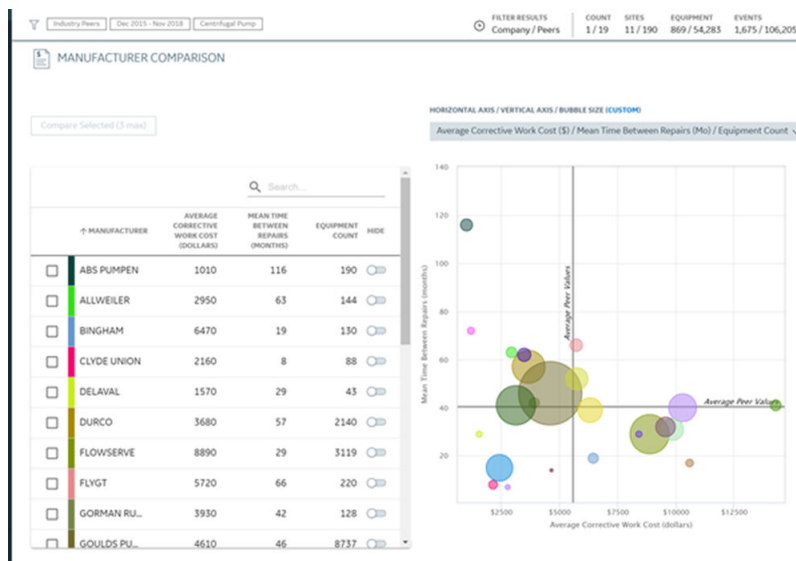 Industry Peers Dec 2015 - Nov 2018 Centrifugal Pump
FILTER RESULTS COUNT SITES EQUIPMENT EVENTS
Company / Peers 1 / 19 11 / 190 869 / 54,283 1,675 / 106,205
MANUFACTURER COMPARISON
Compare Selected (3 max)
HORIZONTAL AXIS / VERTICAL AXIS / BUBBLE SIZE (CUSTOM)
Average Corrective Work Cost ($) / Mean Time Between Repairs (Mo) / Equipment Count
Search...
MANUFACTURER
AVERAGE CORRECTIVE WORK COST (DOLLARS)
MEAN TIME BETWEEN REPAIRS (MONTHS)
EQUIPMENT COUNT
HIDE
ABS PUMPEN 1010 116 190
ALLWEILER 2950 63 144
BINGHAM 6470 19 130
CLYDE UNION 2160 8 88
DELAVAL 1570 29 43
DURCO 3680 57 2140
FLOWSERVE 8890 29 3119
FLYGT 5720 66 220
GORMAN RU... 3930 42 128
GOULDS PU... 4610 46 8737
Mean Time Between Repairs (months)
140
120
100
80
60
40
20
Average Peer Values
Average Peer Values
$2500 $5000 $7500 $10000 $12500
Average Corrective Work Cost (dollars)